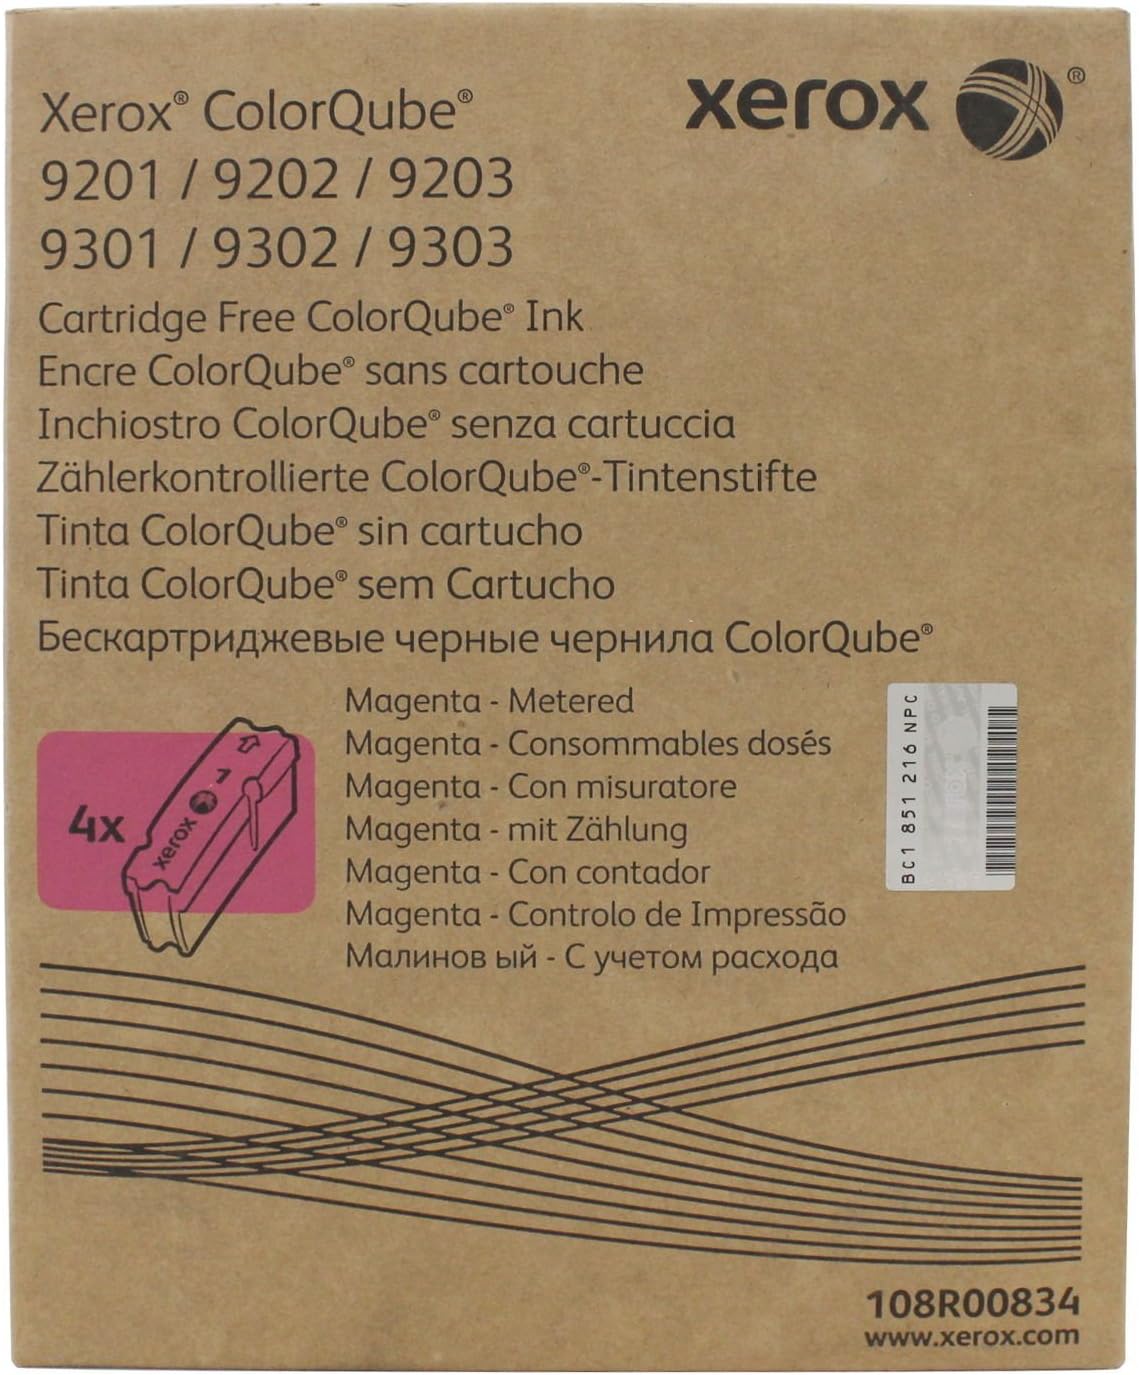 Xerox® ColorQube®
xerox ®
9201 / 9202 / 9203
9301 / 9302 / 9303
Cartridge Free ColorQube® Ink
Encre ColorQube® sans cartouche
Inchiostro ColorQube® senza cartuccia
Zählerkontrollierte ColorQube®-Tintenstifte
Tinta ColorQube® sin cartucho
Tinta ColorQube® sem Cartucho
Бескартриджевые черные чернила ColorQube®
4x
xerox
1
Magenta - Metered
Magenta - Consommables dosés
Magenta - Con misuratore
Magenta - mit Zählung
Magenta - Con contador
Magenta - Controlo de Impressão
Малинов ый - С учетом расхода
BC1 851 216 NPC
108R00834
www.xerox.com